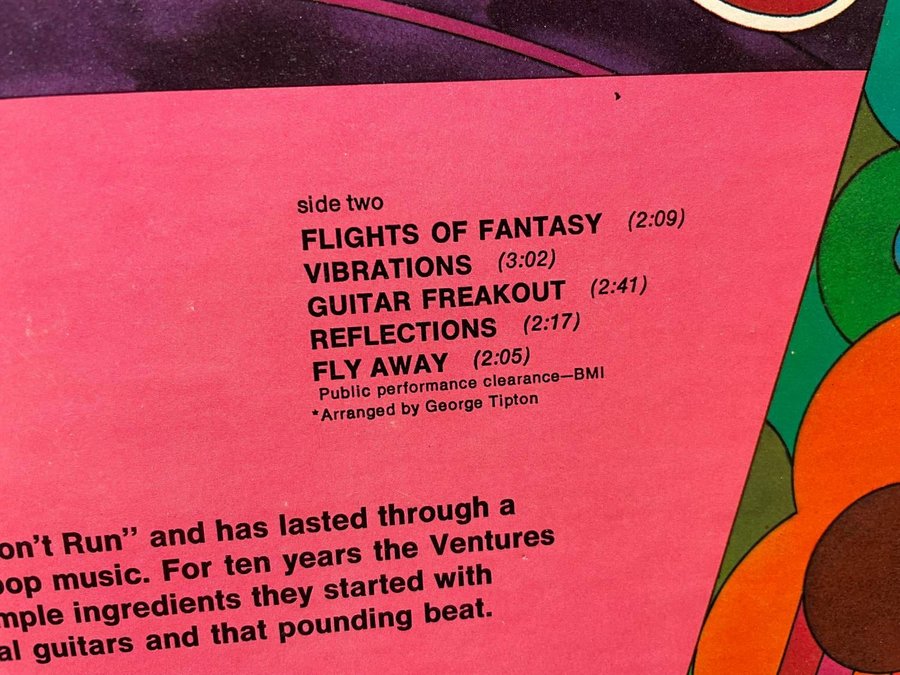 side two
FLIGHTS OF FANTASY (2:09)
VIBRATIONS (3:02)
GUITAR FREAKOUT (2:41)
REFLECTIONS (2:17)
FLY AWAY (2:05)
Public performance clearance—BMI
*Arranged by George Tipton
on't Run” and has lasted through a
pop music. For ten years the Ventures
mple ingredients they started with
al guitars and that pounding beat.